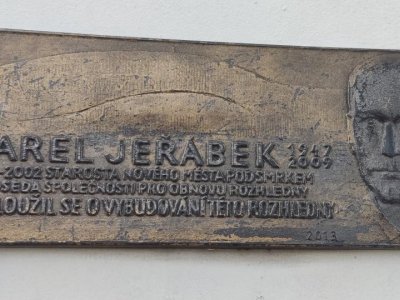 AREL JEŘÁBEK 1947 2009
-2002 STAROSTA NOVÉHO MĚSTA POD SMRKEM
SEDA SPOLEČNOSTI PRO OBNOVU ROZHLEDNY
LOUŽIL SE O VYBUDOVÁNÍ TÉTO ROZHLEDNY
2013